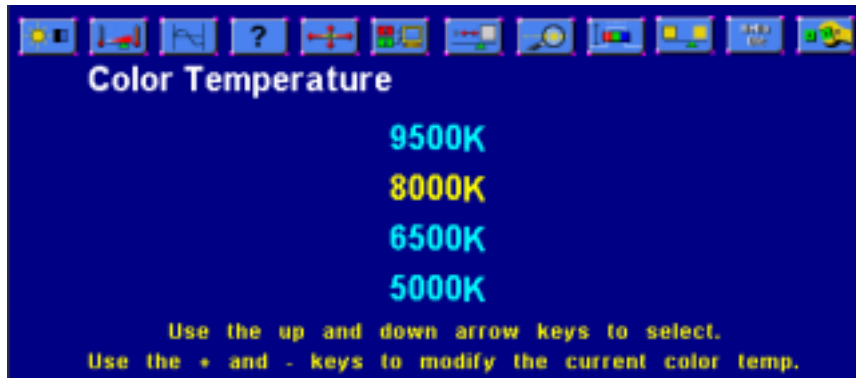 ?
Color Temperature
9500K
8000K
6500K
5000K
Use the up and down arrow keys to select.
Use the + and - keys to modify the current color temp.